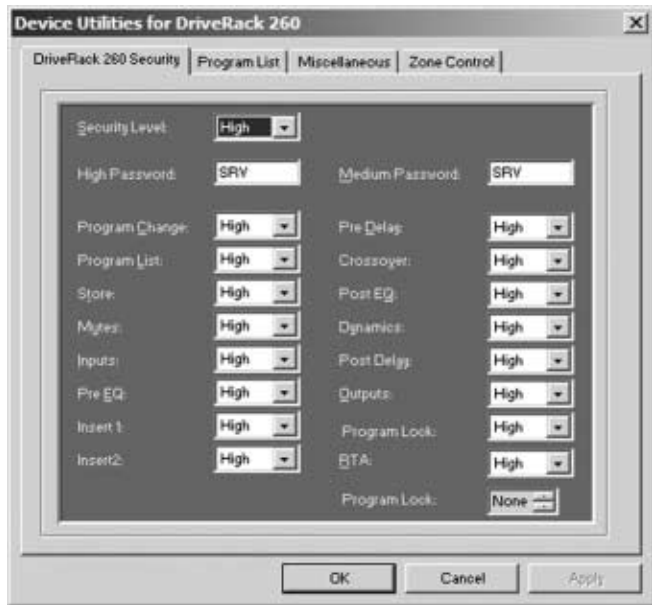 Device Utilities for DriveRack 260
DriveRack 260 Security Program List Miscellaneous Zone Control
Security Level: High
High Password: SRV Medium Password: SRV
Program Change: High Pre Delay: High
Program List: High Crossover: High
Store: High Post EQ: High
Mutes: High Dynamics: High
Inputs: High Post Delay: High
Pre EQ: High Outputs: High
Insert 1: High Program Lock: High
Insert2: High RTA: High
Program Lock: None
OK Cancel Apply